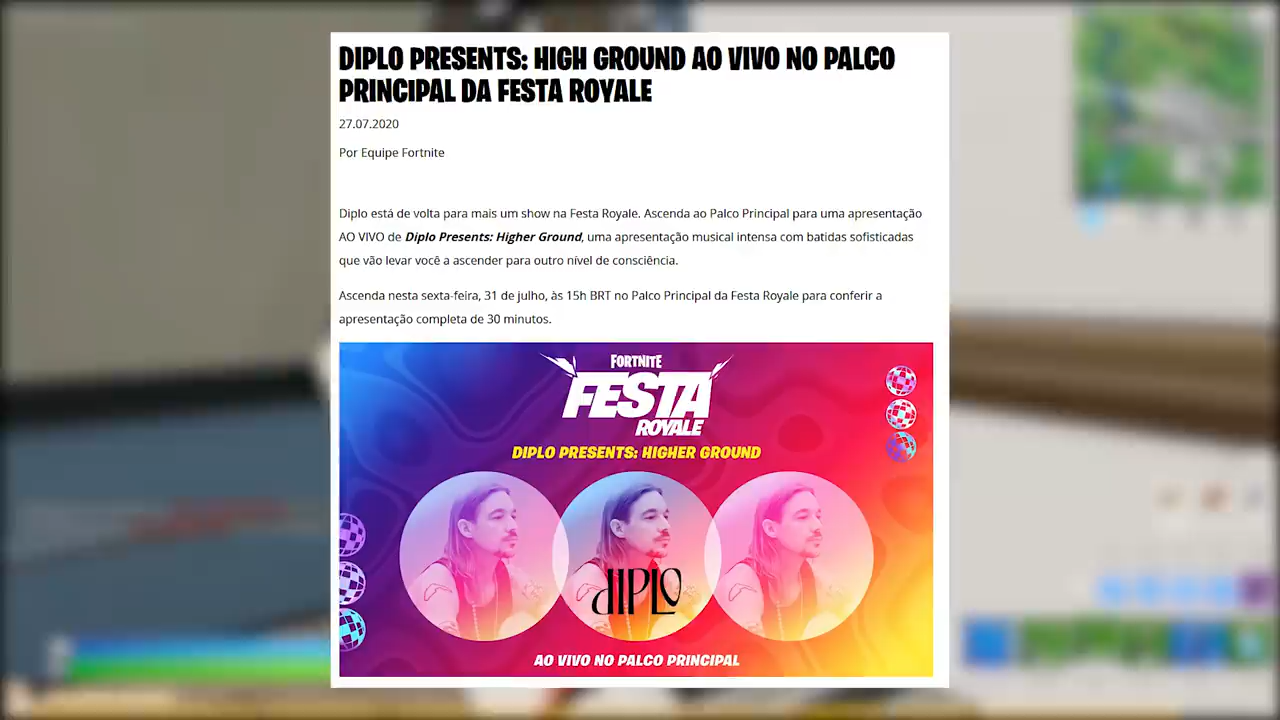 DIPLO PRESENTS: HIGH GROUND AO VIVO NO PALCO
PRINCIPAL DA FESTA ROYALE
27.07.2020
Por Equipe Fortnite
Diplo está de volta para mais um show na Festa Royale. Ascenda ao Palco Principal para uma apresentação
AO VIVO de Diplo Presents: Higher Ground, uma apresentação musical intensa com batidas sofisticadas
que vão levar você a ascender para outro nível de consciência.
Ascenda nesta sexta-feira, 31 de julho, às 15h BRT no Palco Principal da Festa Royale para conferir a
apresentação completa de 30 minutos.
FORTNITE
FESTA
ROYALE
DIPLO PRESENTS: HIGHER GROUND
dIPLO
AO VIVO NO PALCO PRINCIPAL